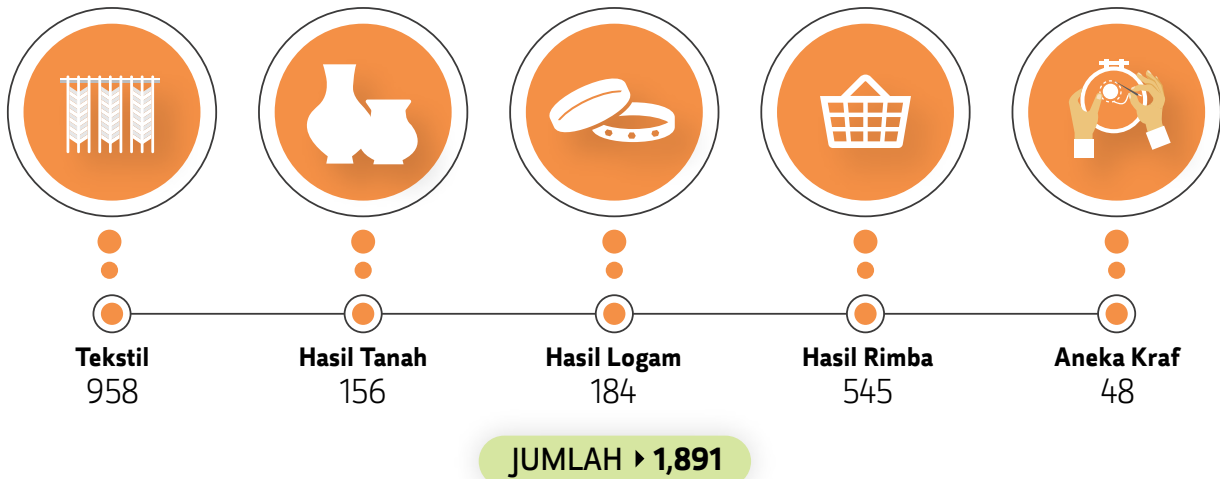 Tekstil
958
Hasil Tanah
156
Hasil Logam
184
Hasil Rimba
545
Aneka Kraf
48
JUMLAH ‣ 1,891